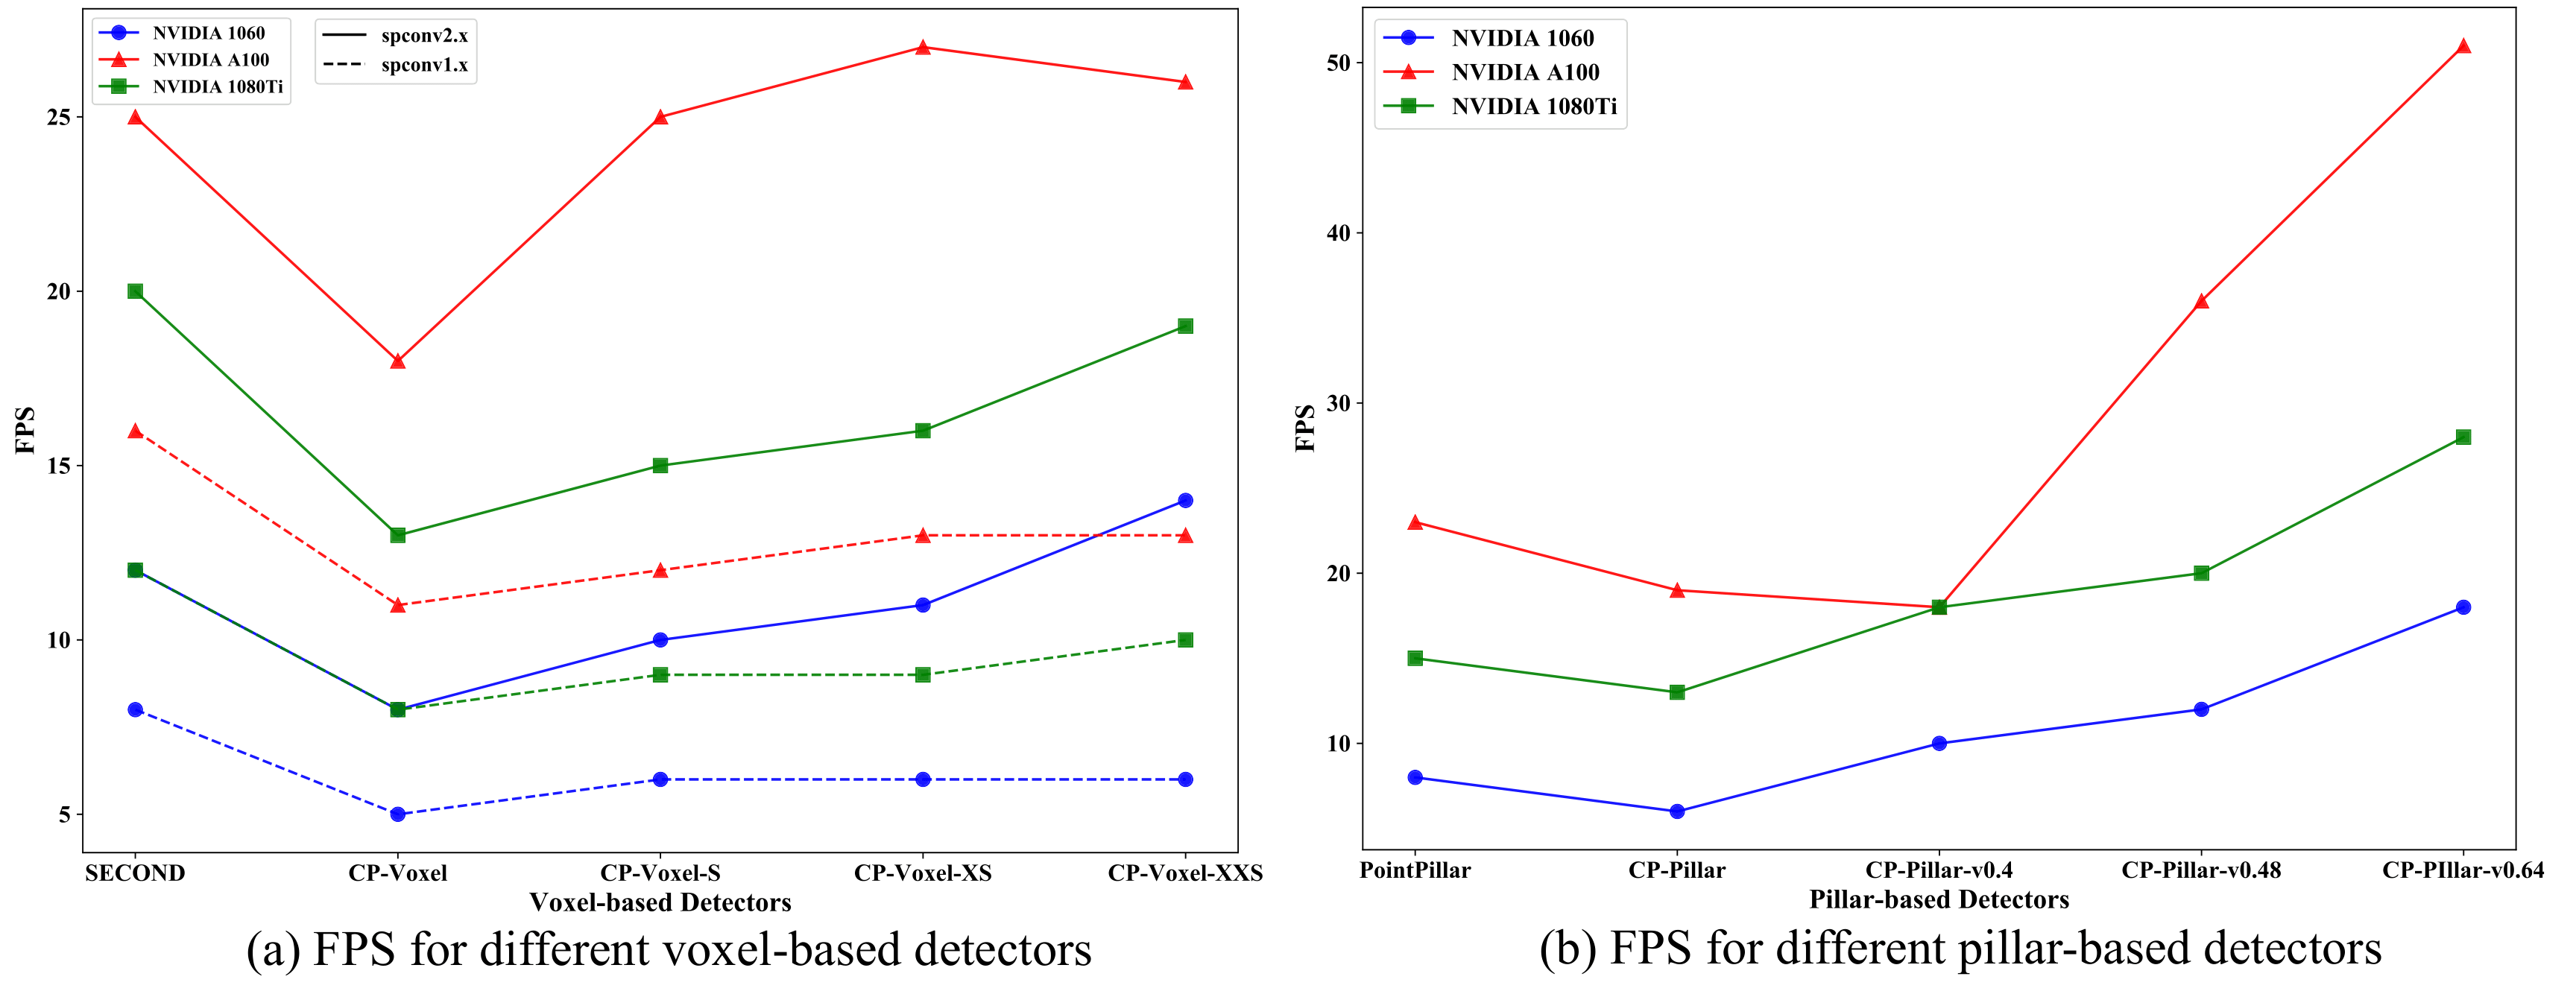 NVIDIA 1060
NVIDIA A100
NVIDIA 1080Ti
spconv2.x
spconv1.x
25
20
15
10
5
FPS
SECOND CP-Voxel CP-Voxel-S CP-Voxel-XS CP-Voxel-XXS
Voxel-based Detectors
(a) FPS for different voxel-based detectors
NVIDIA 1060
NVIDIA A100
NVIDIA 1080Ti
50
40
30
20
10
FPS
PointPillar CP-Pillar CP-Pillar-v0.4 CP-Pillar-v0.48 CP-PIllar-v0.64
Pillar-based Detectors
(b) FPS for different pillar-based detectors